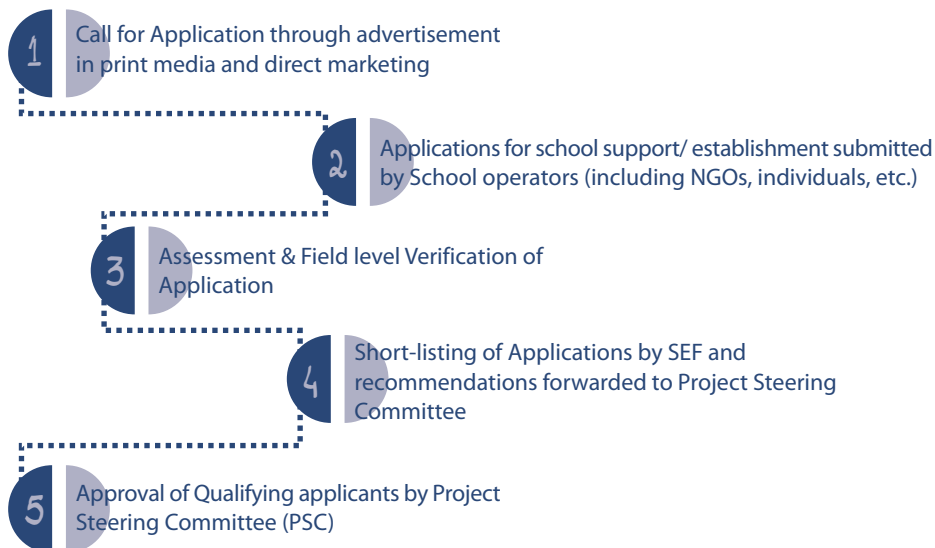 1
Call for Application through advertisement
in print media and direct marketing
2
Applications for school support/ establishment submitted
by School operators (including NGOs, individuals, etc.)
3
Assessment & Field level Verification of
Application
4
Short-listing of Applications by SEF and
recommendations forwarded to Project Steering
Committee
5
Approval of Qualifying applicants by Project
Steering Committee (PSC)